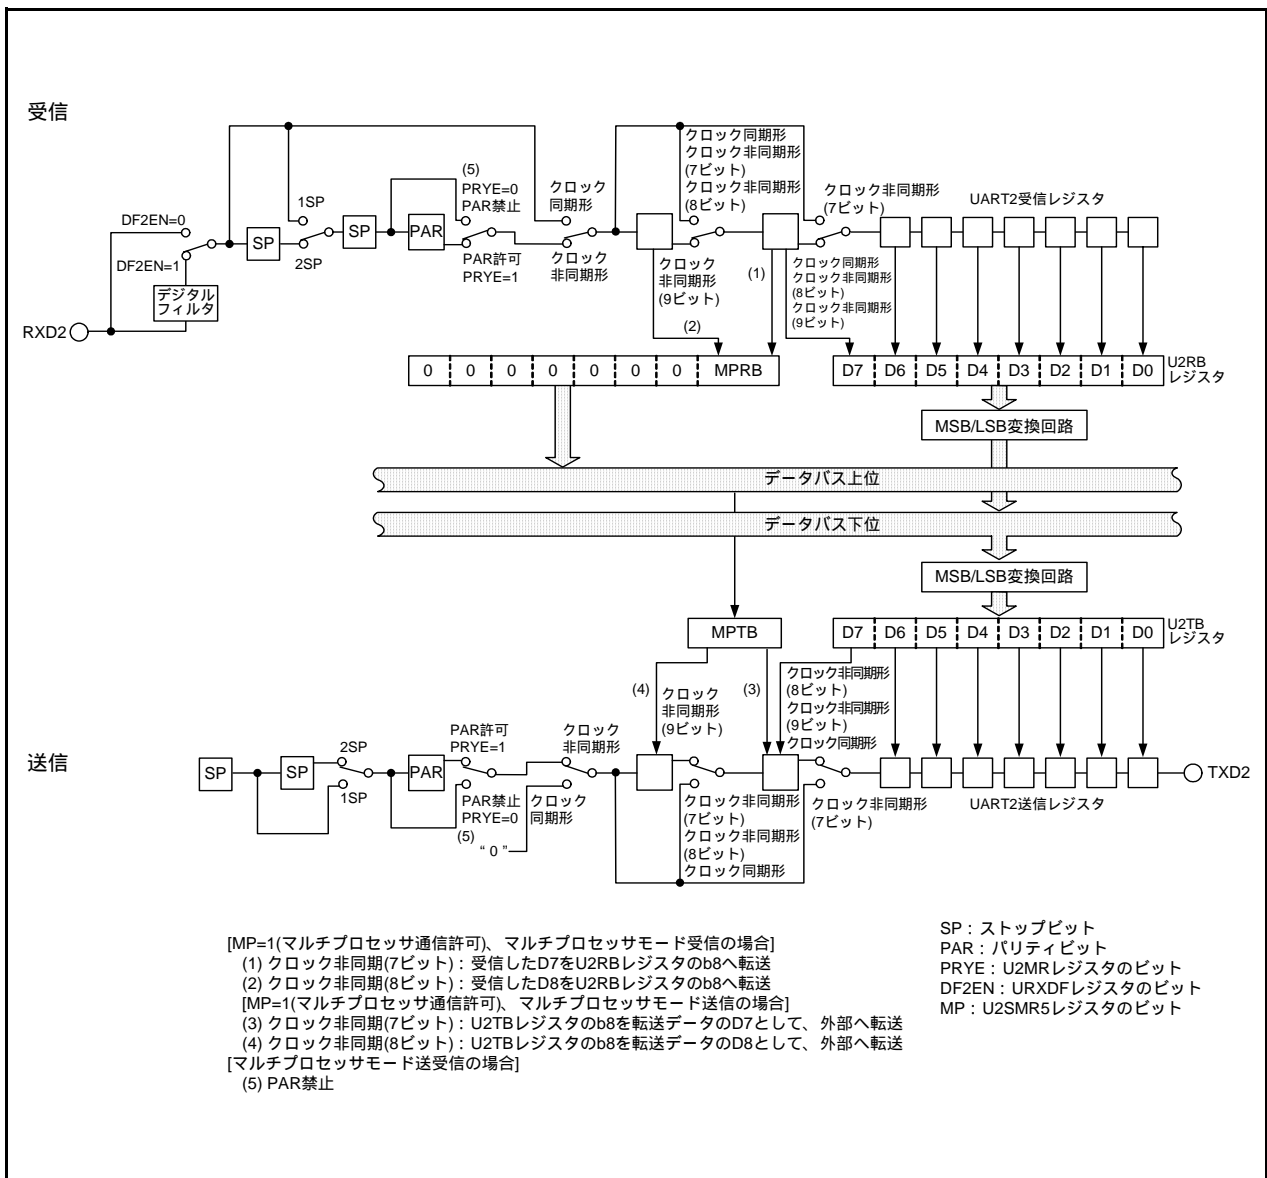 受信
DF2EN=0
DF2EN=1
デジタル
フィルタ
RXD2
SP
1SP
2SP
SP
PAR
(5)
PRYE=0
PAR禁止
PAR許可
PRYE=1
クロック
同期形
クロック
非同期形
クロック同期形
クロック非同期形
(7ビット)
クロック非同期形
(8ビット)
クロック
非同期形
(9ビット)
(2)
(1)
クロック非同期形
(7ビット)
クロック同期形
クロック非同期形
(8ビット)
クロック非同期形
(9ビット)
UART2受信レジスタ
0 0 0 0 0 0 0 MPRB
D7 D6 D5 D4 D3 D2 D1 D0
U2RB
レジスタ
MSB/LSB変換回路
データバス上位
データバス下位
MSB/LSB変換回路
MPTB
D7 D6 D5 D4 D3 D2 D1 D0
U2TB
レジスタ
(4)
クロック
非同期形
(9ビット)
(3)
クロック非同期形
(8ビット)
クロック非同期形
(9ビット)
クロック同期形
送信
SP
SP
2SP
1SP
PAR
PAR許可
PRYE=1
PAR禁止
PRYE=0
(5)
クロック
非同期形
クロック
同期形
“ 0 ”
クロック非同期形
(7ビット)
クロック非同期形
(8ビット)
クロック同期形
クロック非同期形
(7ビット)
UART2送信レジスタ
TXD2
[MP=1(マルチプロセッサ通信許可)、マルチプロセッサモード受信の場合]
(1) クロック非同期(7ビット) : 受信したD7をU2RBレジスタのb8へ転送
(2) クロック非同期(8ビット) : 受信したD8をU2RBレジスタのb8へ転送
[MP=1(マルチプロセッサ通信許可)、マルチプロセッサモード送信の場合]
(3) クロック非同期(7ビット) : U2TBレジスタのb8を転送データのD7として、外部へ転送
(4) クロック非同期(8ビット) : U2TBレジスタのb8を転送データのD8として、外部へ転送
[マルチプロセッサモード送受信の場合]
(5) PAR禁止
SP : ストップビット
PAR : パリティビット
PRYE : U2MRレジスタのビット
DF2EN : URXDFレジスタのビット
MP : U2SMR5レジスタのビット